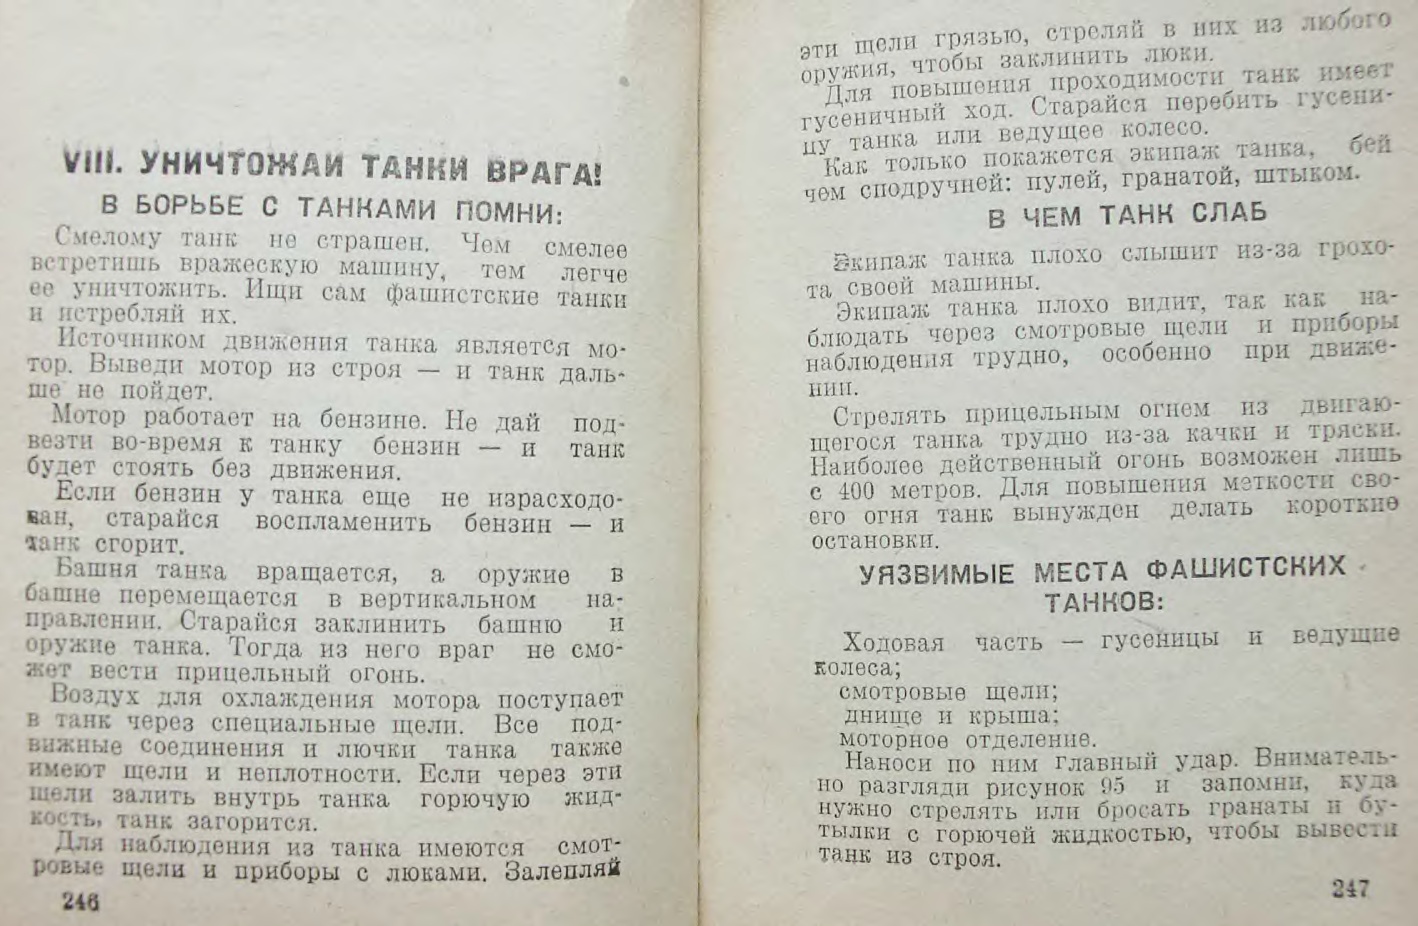 VIII. УНИЧТОЖАЙ ТАНКИ ВРАГА!
В БОРЬБЕ С ТАНКАМИ ПОМНИ:
Смелому танк не страшен. Чем смелее
встретишь вражескую машину, тем легче
ее уничтожить. Ищи сам фашистские танки
и истребляй их.
Источником движения танка является мо-
тор. Выведи мотор из строя — и танк даль-
ше не пойдет.
Мотор работает на бензине. Не дай под-
везти во-время к танку бензин — и танк
будет стоять без движения.
Если бензин у танка еще не израсходо-
ван, старайся воспламенить бензин — и
танк сгорит.
Башня танка вращается, а оружие в
башне перемещается в вертикальном на-
правлении. Старайся заклинить башню и
оружие танка. Тогда из него враг не смо-
жет вести прицельный огонь.
Воздух для охлаждения мотора поступает
в танк через специальные щели. Все под-
вижные соединения и лючки танка также
имеют щели и неплотности. Если через эти
щели залить внутрь танка горючую жид-
кость, танк загорится.
Для наблюдения из танка имеются смот-
ровые щели и приборы с люками. Залепляй
246
эти щели грязью, стреляй в них из любого
оружия, чтобы заклинить люки.
Для повышения проходимости танк имеет
гусеничный ход. Старайся перебить гусени-
цу танка или ведущее колесо.
Как только покажется экипаж танка, бей
чем сподручней: пулей, гранатой, штыком.
В ЧЕМ ТАНК СЛАБ
Экипаж танка плохо слышит из-за грохо-
та своей машины.
Экипаж танка плохо видит, так как на-
блюдать через смотровые щели и приборы
наблюдения трудно, особенно при движе-
нии.
Стрелять прицельным огнем из двигаю-
щегося танка трудно из-за качки и тряски.
Наиболее действенный огонь возможен лишь
с 400 метров. Для повышения меткости сво-
его огня танк вынужден делать короткие
остановки.
УЯЗВИМЫЕ МЕСТА ФАШИСТСКИХ
ТАНКОВ:
Ходовая часть — гусеницы и ведущие
колеса;
смотровые щели;
днище и крыша;
моторное отделение.
Наноси по ним главный удар. Вниматель-
но разгляди рисунок 95 и запомни, куда
нужно стрелять или бросать гранаты и бу-
тылки с горючей жидкостью, чтобы вывести
танк из строя.
247